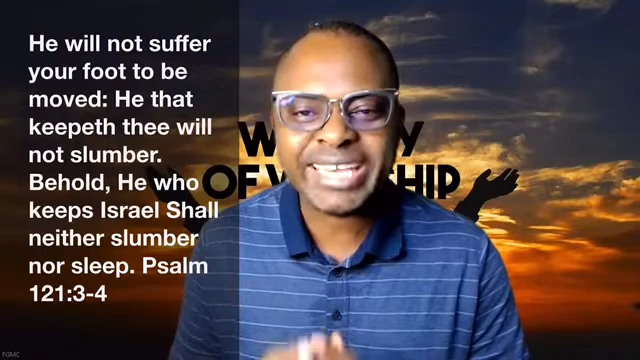 He will not suffer
your foot to be
moved: He that
keepeth thee will
not slumber.
Behold, He who
keeps Israel Shall
neither slumber
nor sleep. Psalm
121:3-4
W Y
OF W SHIP
FGMC